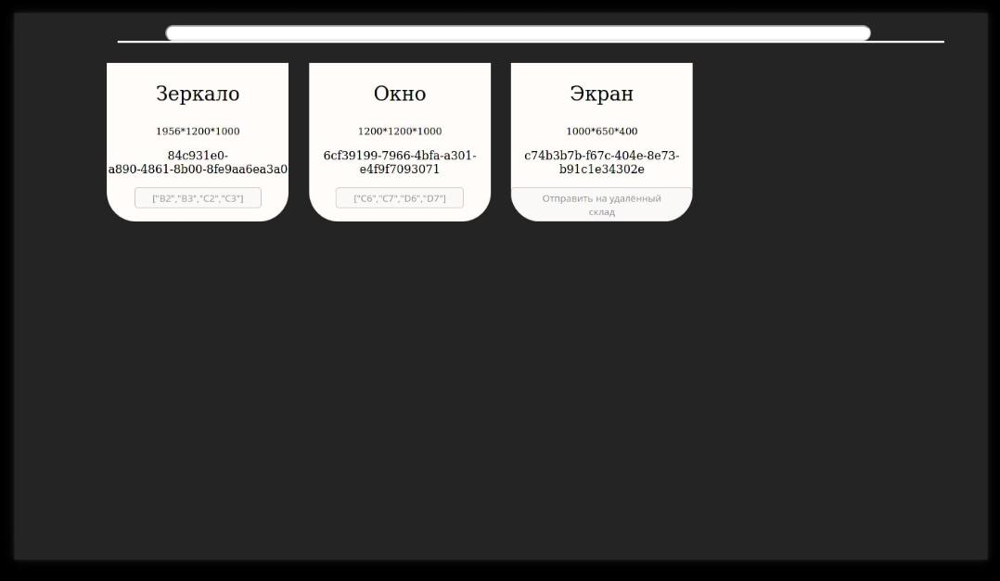 Зеркало
1956*1200*1000
84c931e0-
a890-4861-8b00-8fe9aa6ea3a0
["B2","B3","C2","C3"]
Окно
1200*1200*1000
6cf39199-7966-4bfa-a301-
e4f9f7093071
["C6","C7","D6","D7"]
Экран
1000*650*400
c74b3b7b-f67c-404e-8e73-
b91c1e34302e
Отправить на удалённый
склад